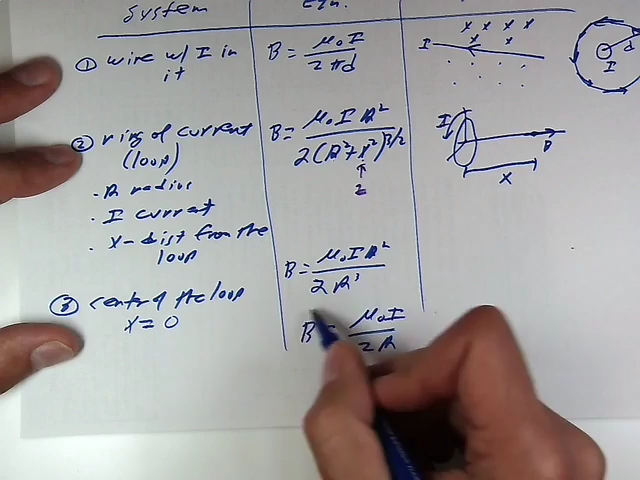 System Eqn.
① wire w/ I in it B = μ₀I / 2πd
x x x x
I x
d
I
② ring of current (loop) B = μ₀IR² / 2(R²+x²)^3/2
· R radius
· I current
· x-dist from the loop
I
B
x
B = μ₀IR² / 2R³
③ center of the loop
x = 0
B = μ₀I / 2R